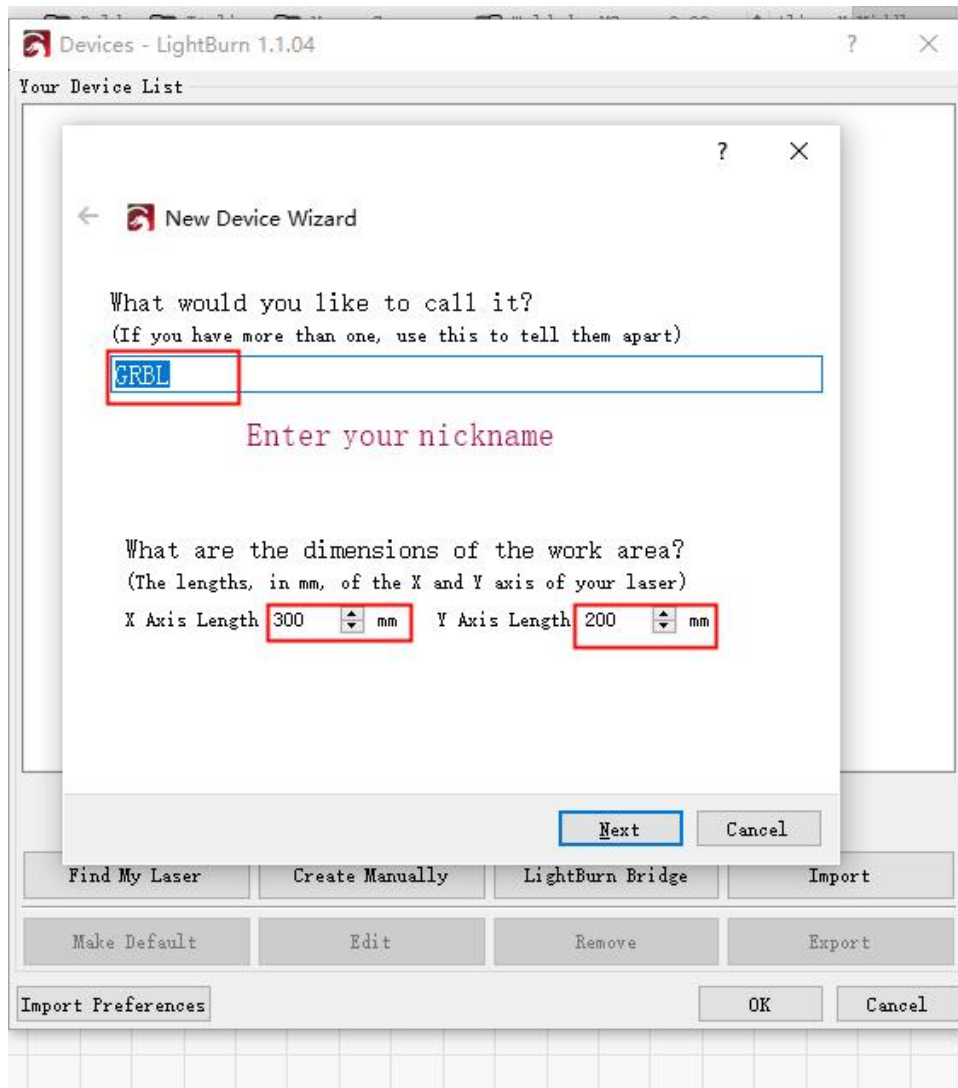 Devices - LightBurn 1.1.04
Your Device List
New Device Wizard
What would you like to call it?
(If you have more than one, use this to tell them apart)
GRBL
Enter your nickname
What are the dimensions of the work area?
(The lengths, in mm, of the X and Y axis of your laser)
X Axis Length 300 mm Y Axis Length 200 mm
Next Cancel
Find My Laser Create Manually LightBurn Bridge Import
Make Default Edit Remove Export
Import Preferences OK Cancel